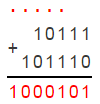 . . . . .
10111
+
101110
1000101